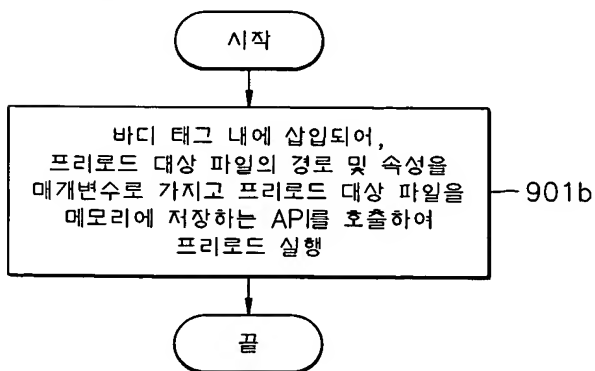 시작
바디 태그 내에 삽입되어,
프리로드 대상 파일의 경로 및 속성을
매개변수로 가지고 프리로드 대상 파일을
메모리에 저장하는 API를 호출하여
프리로드 실행
901b
끝